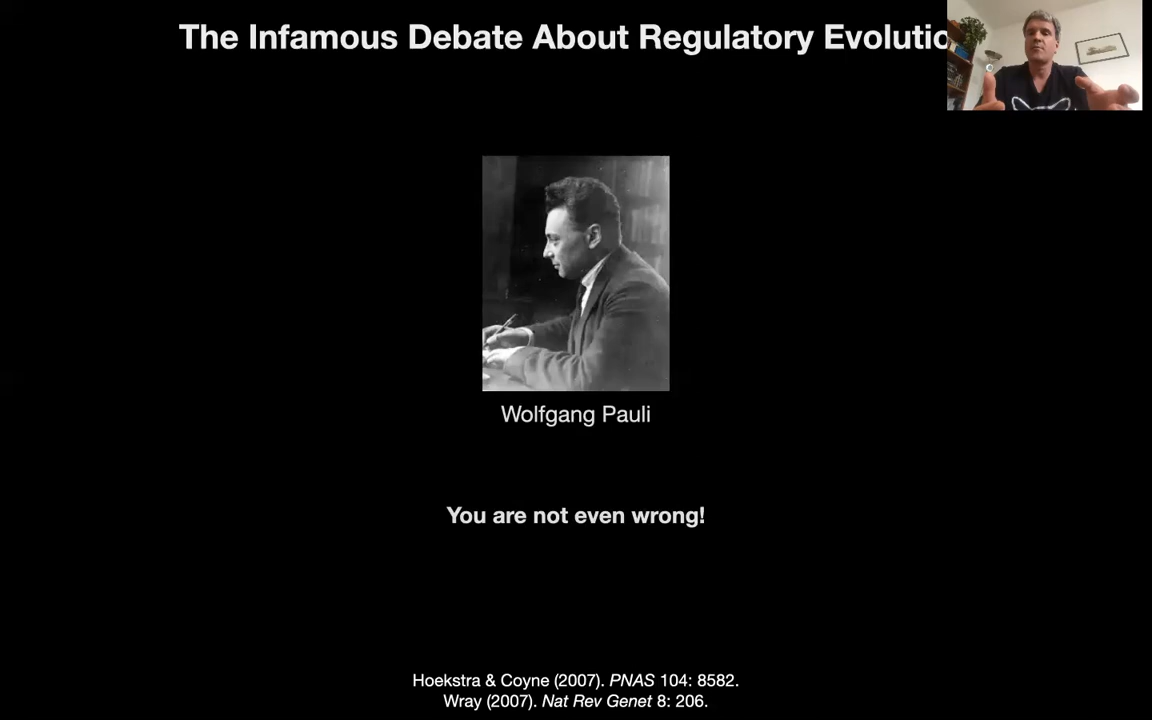 The Infamous Debate About Regulatory Evolutio
Wolfgang Pauli
You are not even wrong!
Hoekstra & Coyne (2007). PNAS 104: 8582.
Wray (2007). Nat Rev Genet 8: 206.